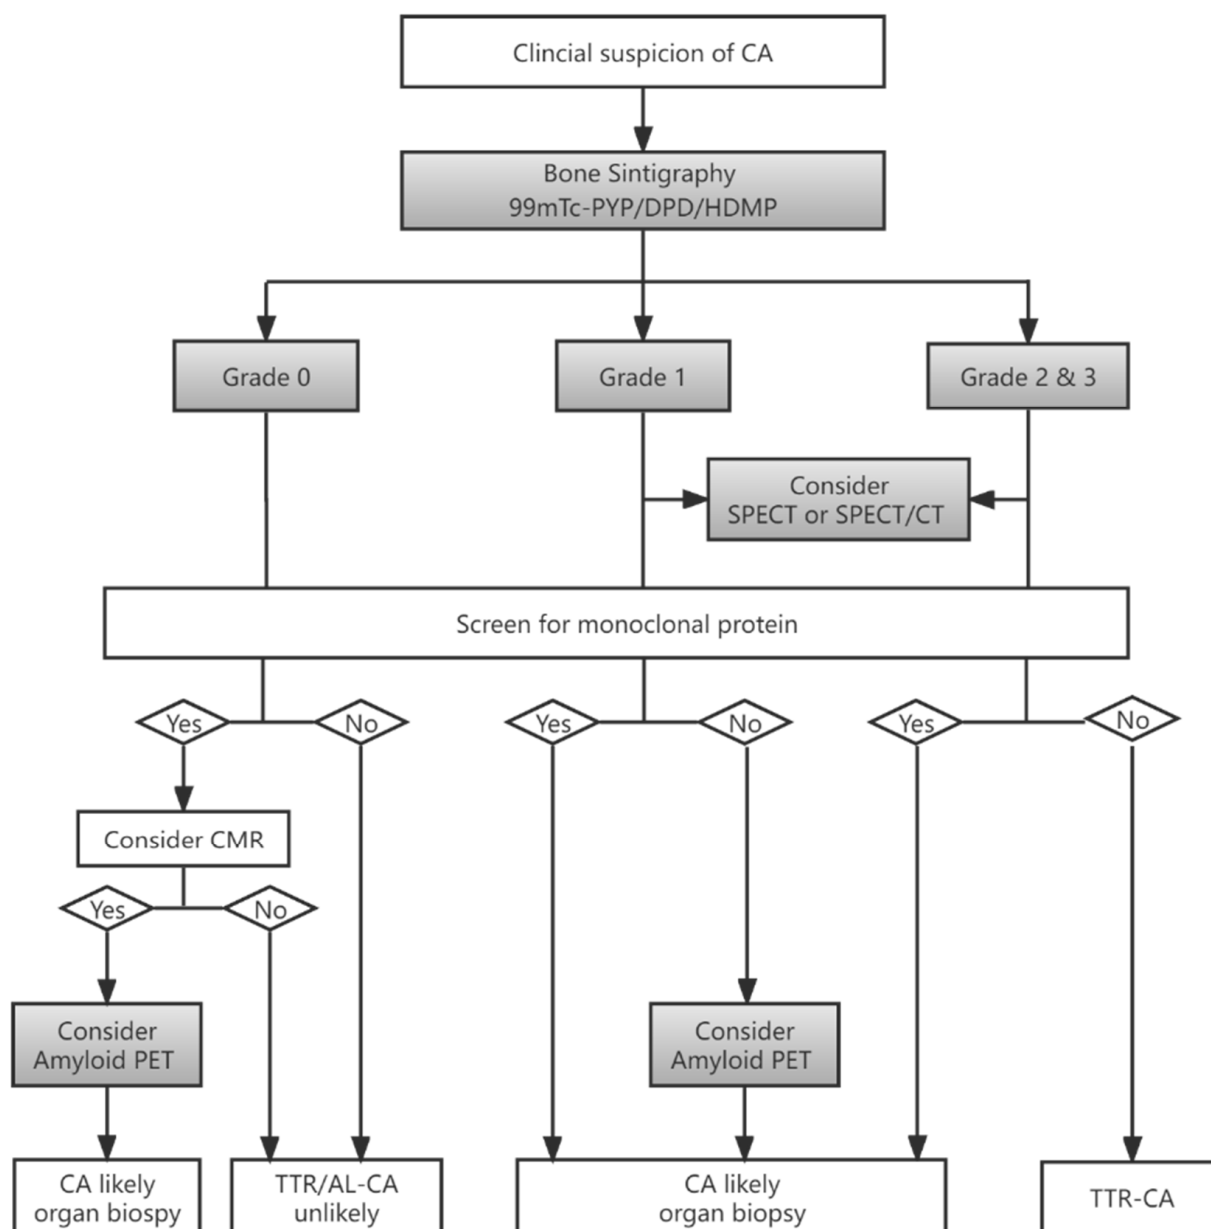 Clincial suspicion of CA
Bone Sintigraphy
99mTc-PYP/DPD/HDMP
Grade 0
Grade 1
Grade 2 & 3
Consider
SPECT or SPECT/CT
Screen for monoclonal protein
Yes
No
Yes
No
Yes
No
Consider CMR
Yes
No
Consider
Amyloid PET
Consider
Amyloid PET
CA likely
organ biospy
TTR/AL-CA
unlikely
CA likely
organ biopsy
TTR-CA